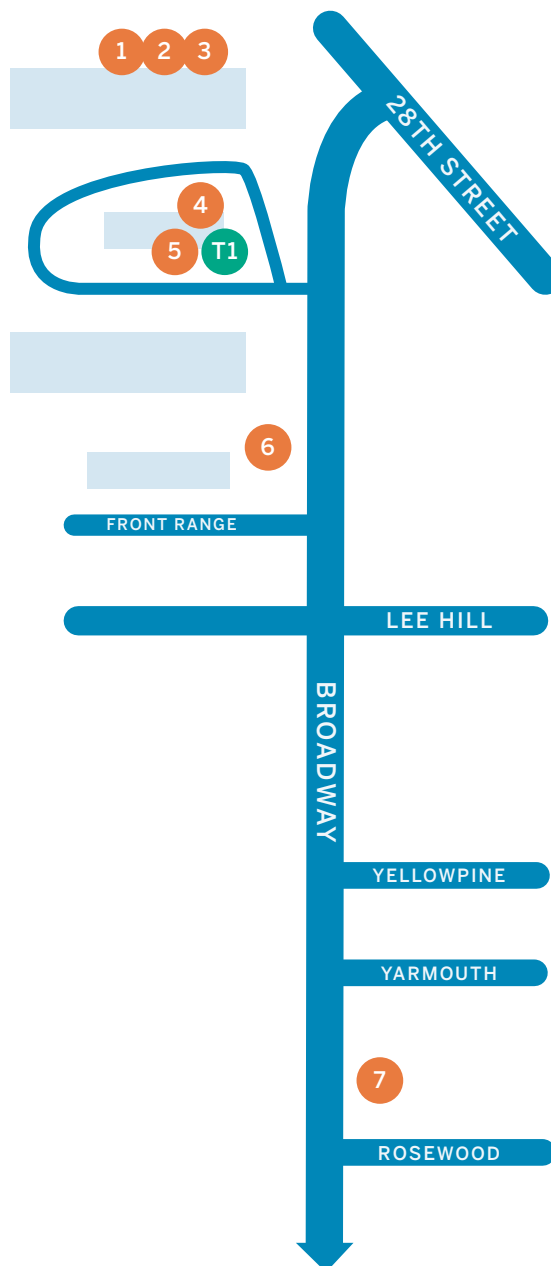 1 2 3
28TH STREET
4
5 T1
6
FRONT RANGE
LEE HILL
BROADWAY
YELLOWPINE
YARMOUTH
7
ROSEWOOD